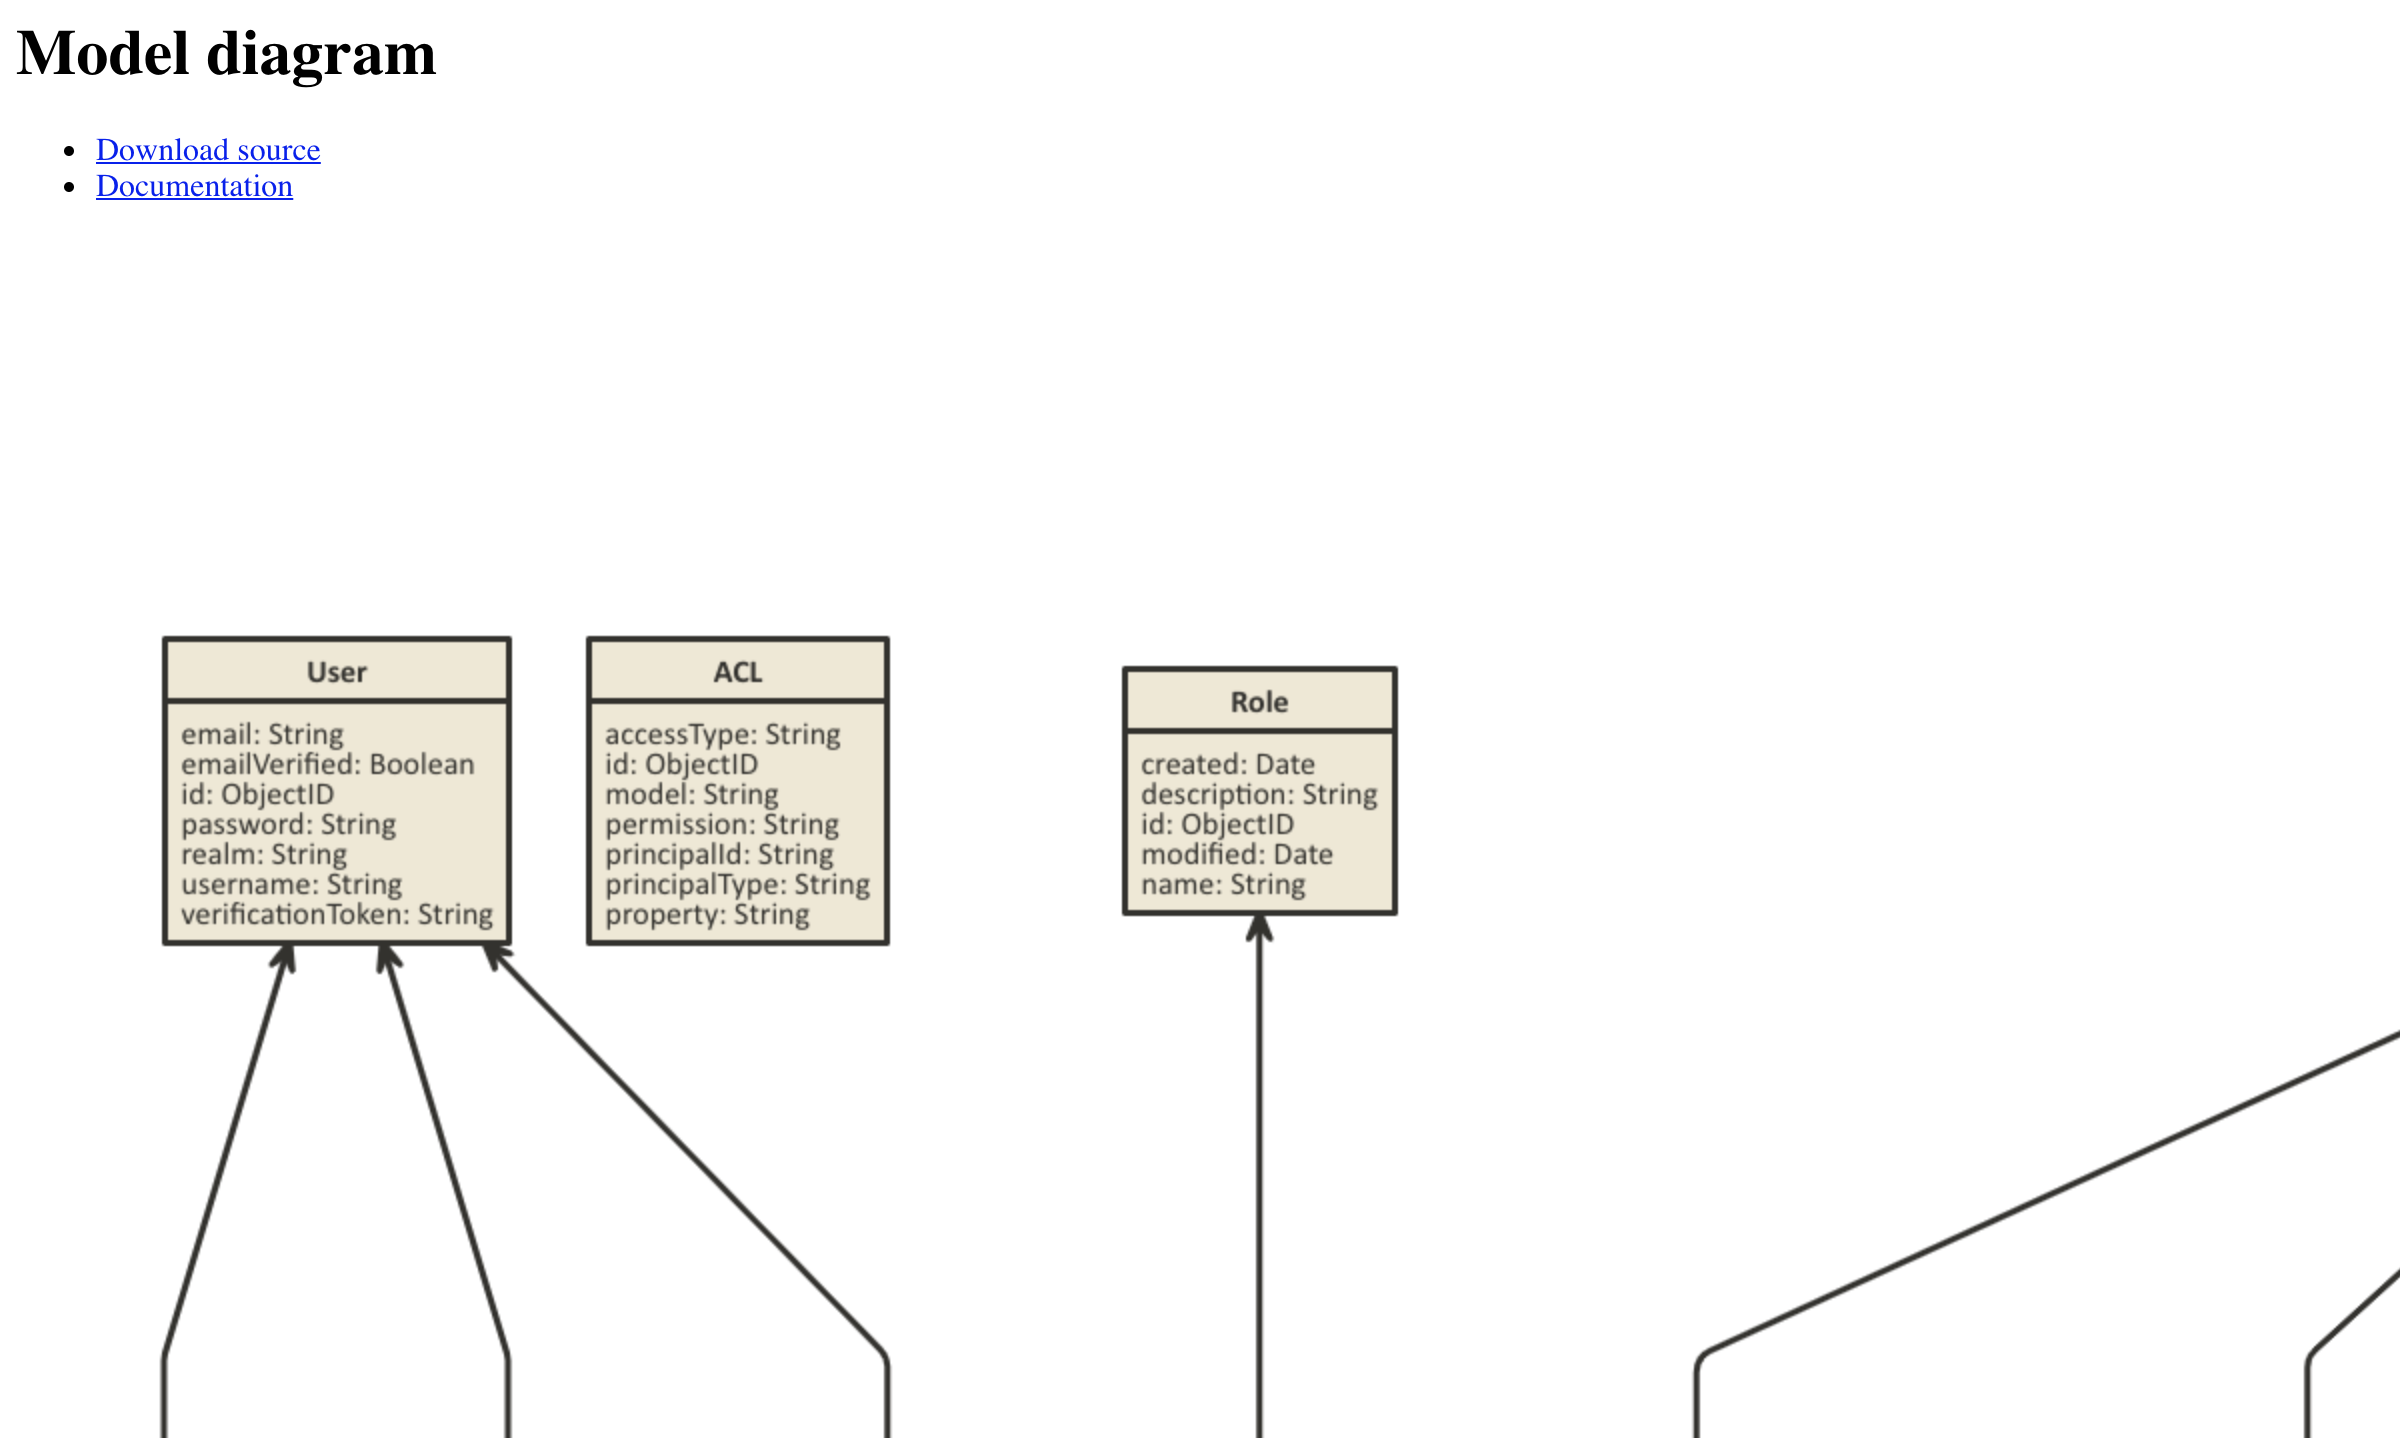 Model diagram
Download source
Documentation
User
email: String
emailVerified: Boolean
id: ObjectID
password: String
realm: String
username: String
verificationToken: String
ACL
accessType: String
id: ObjectID
model: String
permission: String
principalId: String
principalType: String
property: String
Role
created: Date
description: String
id: ObjectID
modified: Date
name: String